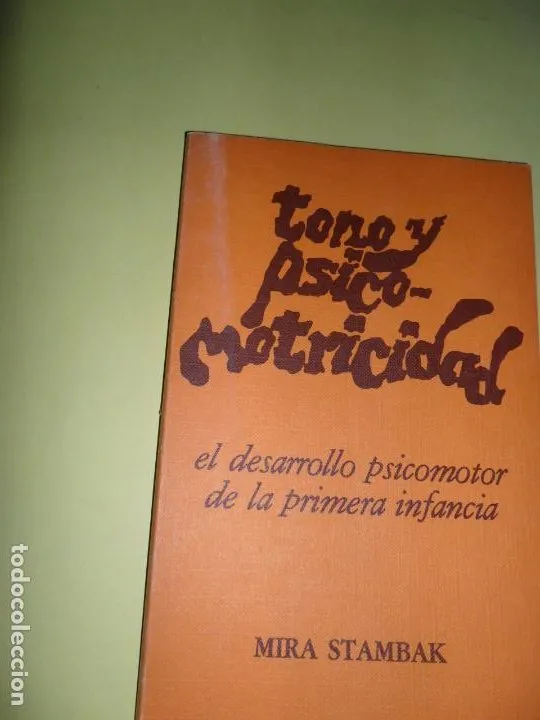 tono y
psico-
motricidad
el desarrollo psicomotor
de la primera infancia
MIRA STAMBAK
todocoleccion